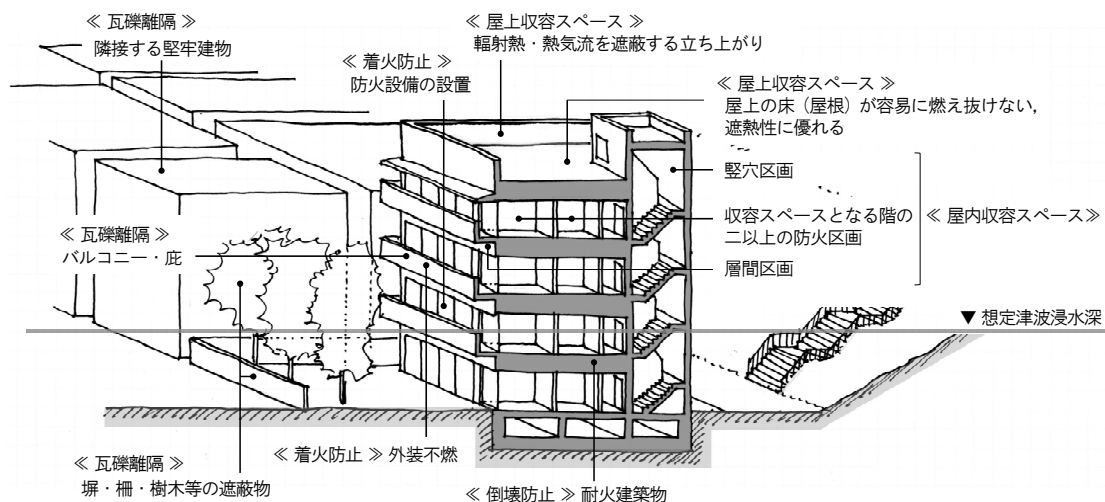 ≪ 瓦礫離隔 ≫
隣接する堅牢建物
≪ 着火防止 ≫
防火設備の設置
≪ 屋上収容スペース ≫
輻射熱・熱気流を遮蔽する立ち上がり
≪ 屋上収容スペース ≫
屋上の床（屋根）が容易に燃え抜けない，
遮熱性に優れる
竪穴区画
収容スペースとなる階の
二以上の防火区画
≪ 屋内収容スペース≫
層間区画
≪ 瓦礫離隔 ≫
バルコニー・庇
▼ 想定津波浸水深
≪ 着火防止 ≫ 外装不燃
≪ 瓦礫離隔 ≫
塀・柵・樹木等の遮蔽物
≪ 倒壊防止 ≫ 耐火建築物